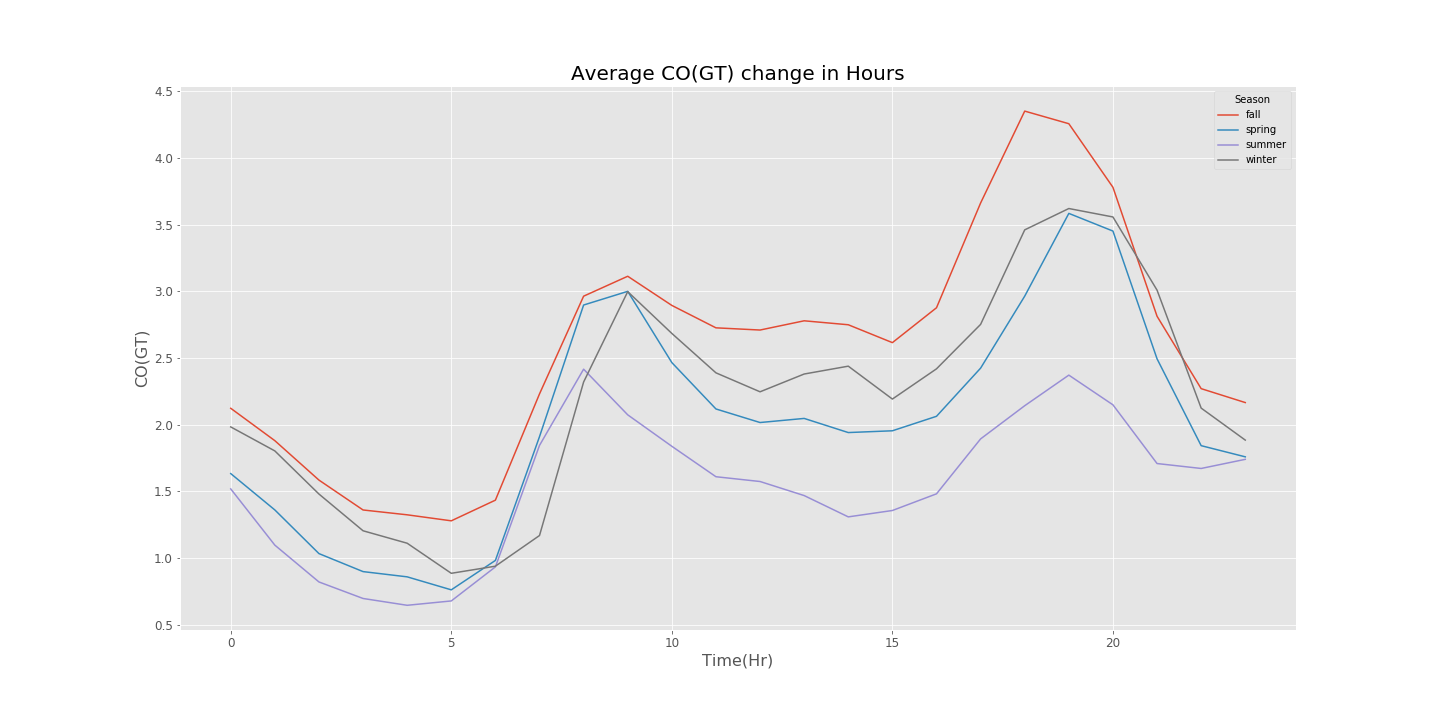 Average CO(GT) change in Hours
Season
fall
spring
summer
winter
CO(GT)
4.5
4.0
3.5
3.0
2.5
2.0
1.5
1.0
0.5
0 5 10 15 20
Time(Hr)